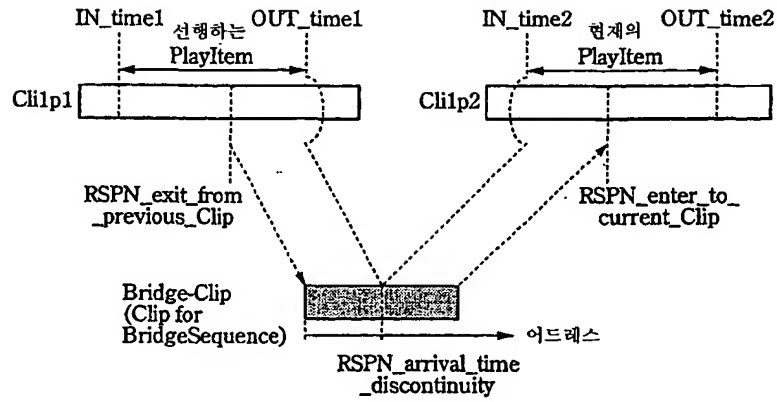 IN_time1 선행하는 OUT_time1
PlayItem
IN_time2 현재의 OUT_time2
PlayItem
Cli1p1
Cli1p2
RSPN_exit_from
_previous_Clip
RSPN_enter_to_
current_Clip
Bridge-Clip
(Clip for
BridgeSequence)
어드레스
RSPN_arrival_time
_discontinuity